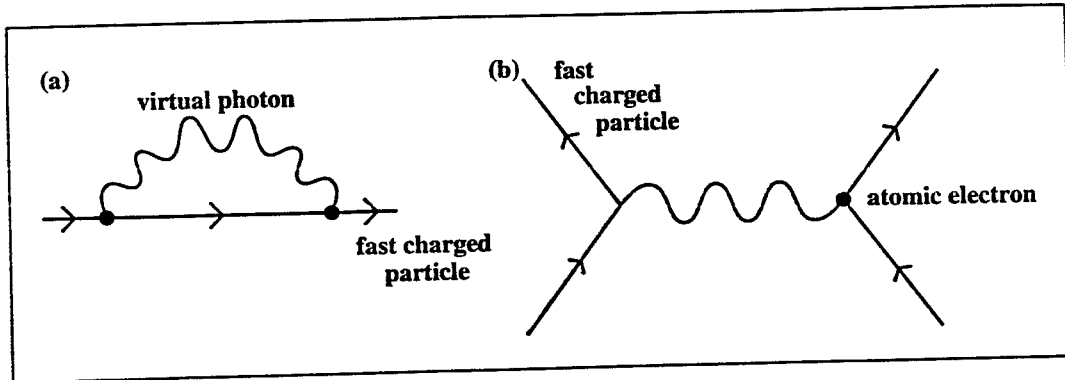 (a)
virtual photon
fast charged
particle
(b)
fast
charged
particle
atomic electron